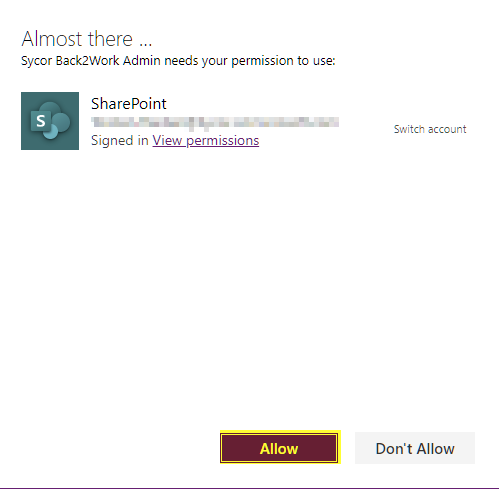 Almost there ...
Sycor Back2Work Admin needs your permission to use:
S
SharePoint
Switch account
Signed in View permissions
Allow
Don't Allow